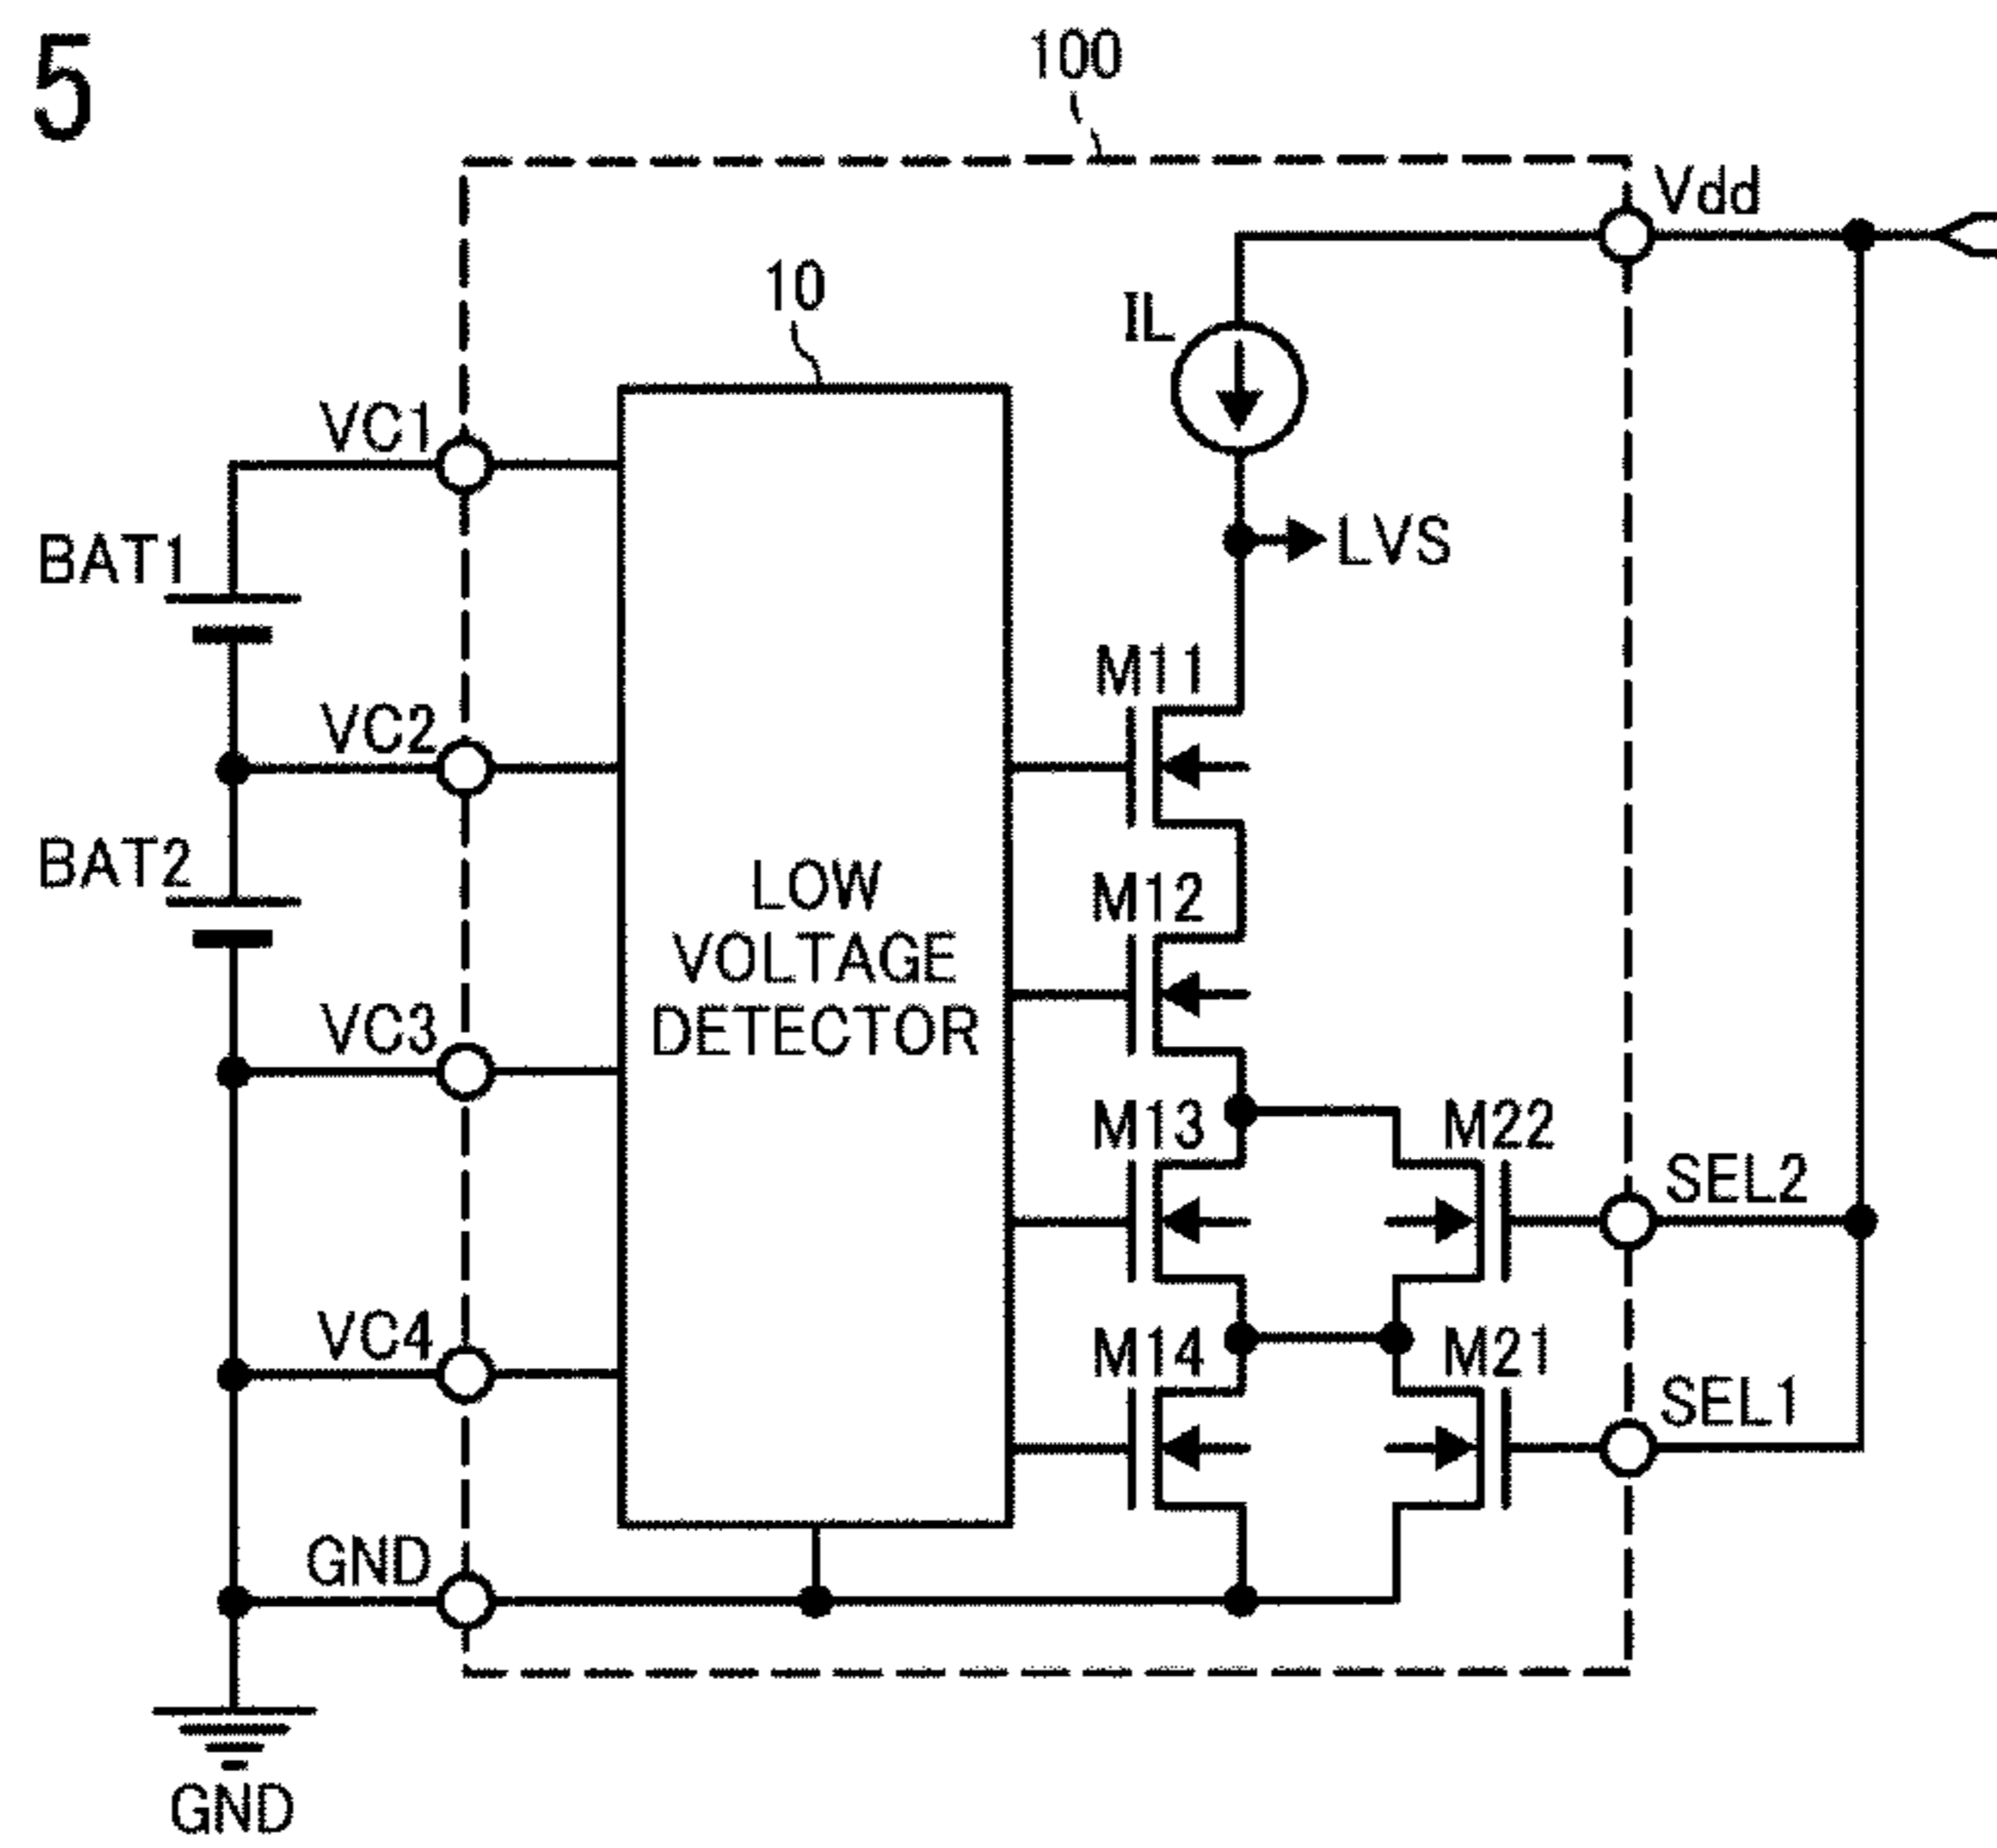 5
100
Vdd
10
IL
VC1
LVS
BAT1
M11
VC2
BAT2
M12
LOW
VOLTAGE
DETECTOR
VC3
M13
M22
SEL2
VC4
M14
M21
SEL1
GND
GND